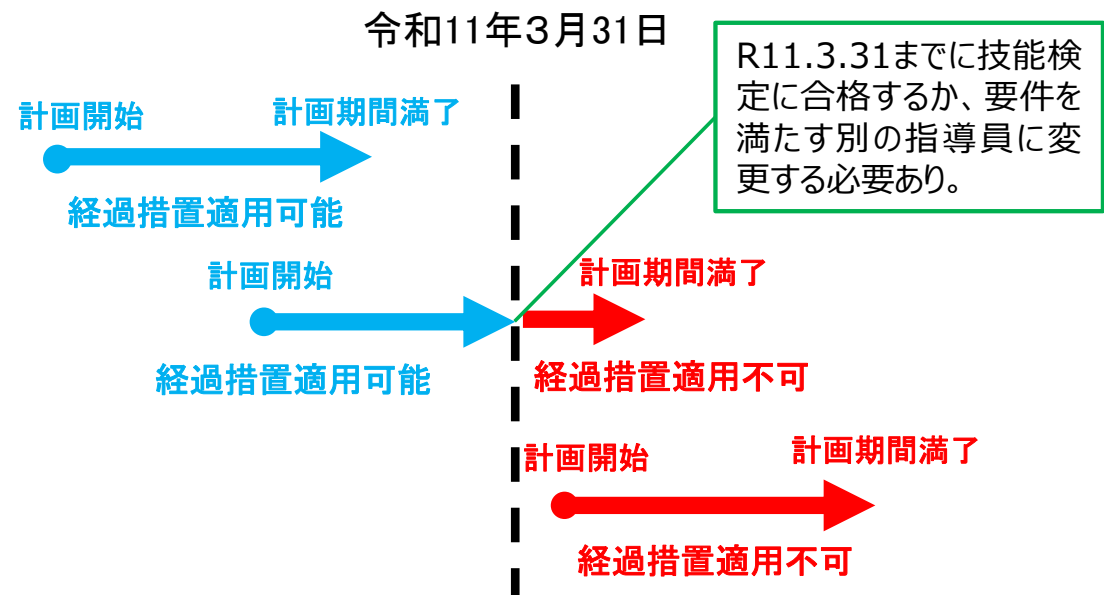 令和11年３月31日
R11.3.31までに技能検
定に合格するか、要件を
満たす別の指導員に変
更する必要あり。
計画開始
計画期間満了
経過措置適用可能
計画開始
計画期間満了
経過措置適用可能
経過措置適用不可
計画開始
計画期間満了
経過措置適用不可